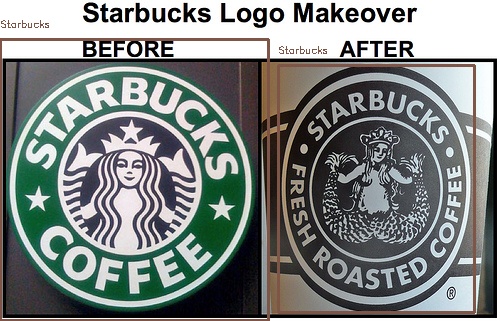 Starbucks Logo Makeover
Starbucks
BEFORE
Starbucks
AFTER
STARBUCKS
COFFEE
STARBUCKS
FRESH ROASTED COFFEE
®